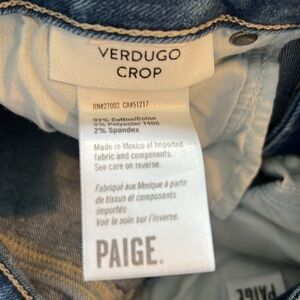 VERDUGO
CROP
RN#27002 CA#51217
93% Cotton/Coton
5% Polyester T400
2% Spandex
Made in Mexico of imported
fabric and components.
See care on reverse.
Fabriqué aux Mexique à partir
de tissus et composants
importés
Voir le soin sur l'inverse.
PAIGE.
PAIGE